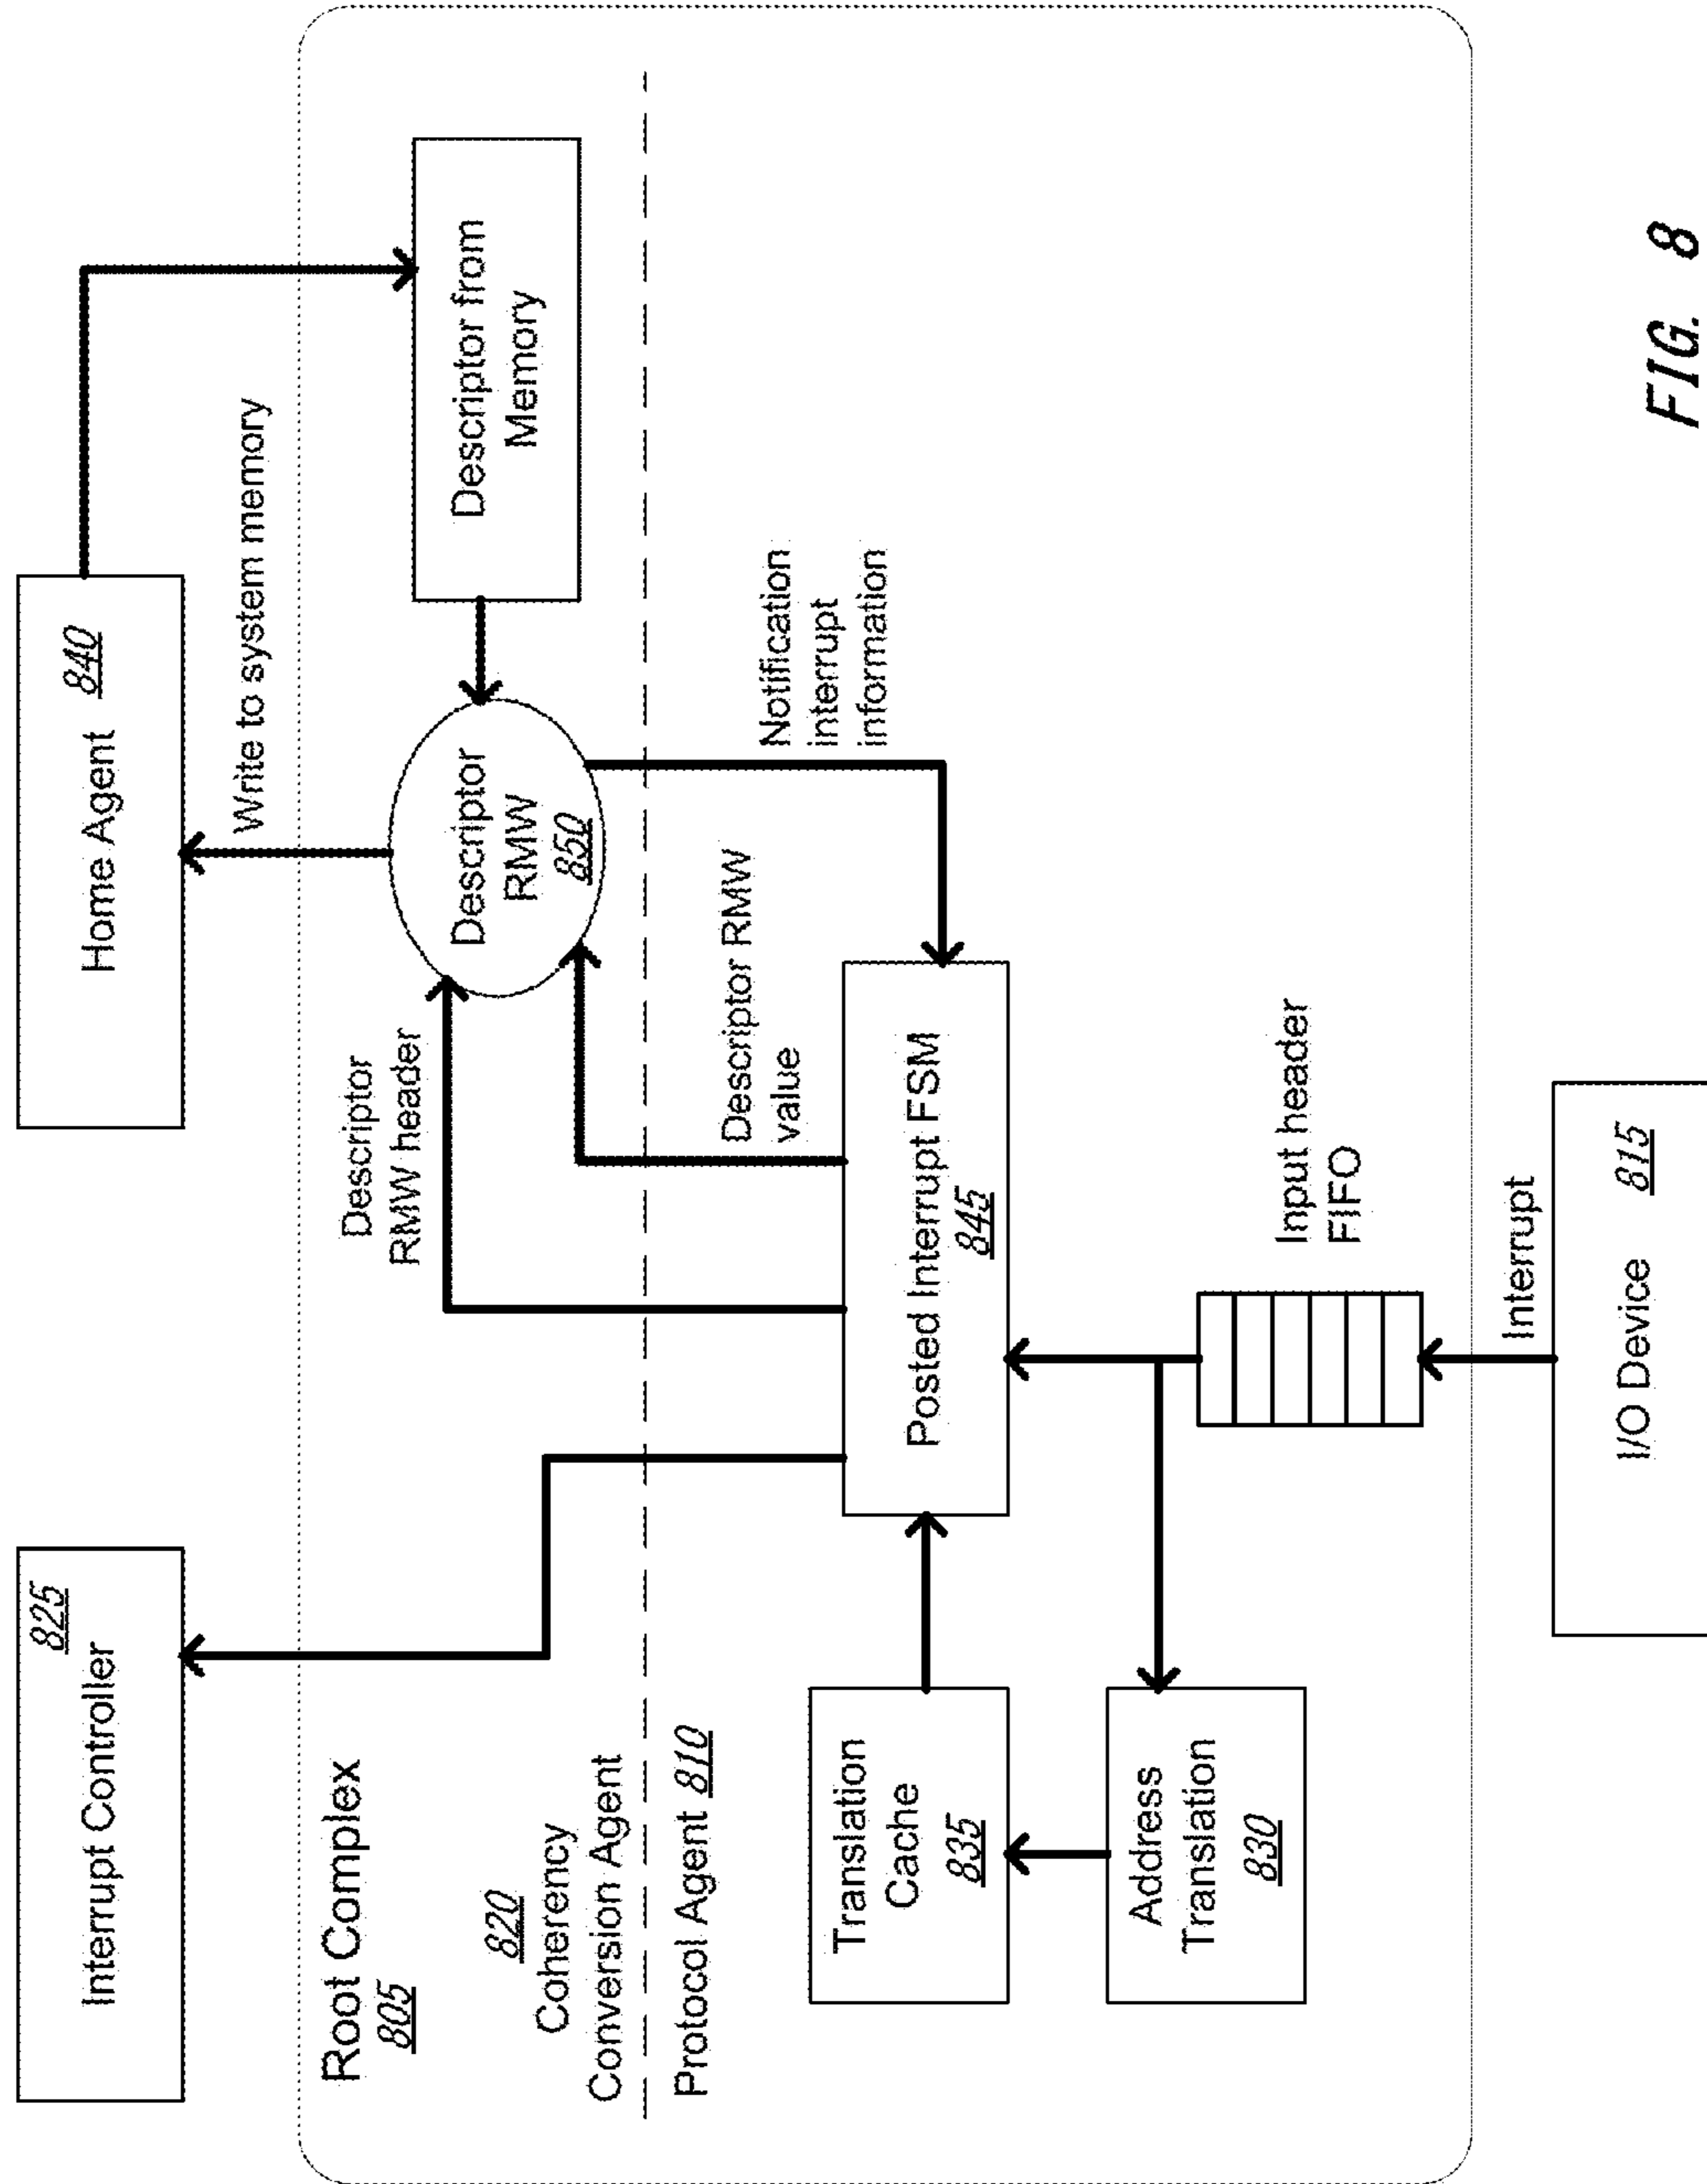 Interrupt Controller
825
Home Agent
840
Root Complex
805
Write to system memory
820
Coherency
Conversion Agent
Descriptor
RMW header
Descriptor
RMW
850
Descriptor from
Memory
Protocol Agent 810
Descriptor RMW
value
Notification
interrupt
information
Translation
Cache
835
Posted Interrupt FSM
845
Address
Translation
830
Input header
FIFO
Interrupt
I/O Device 815
FIG. 8